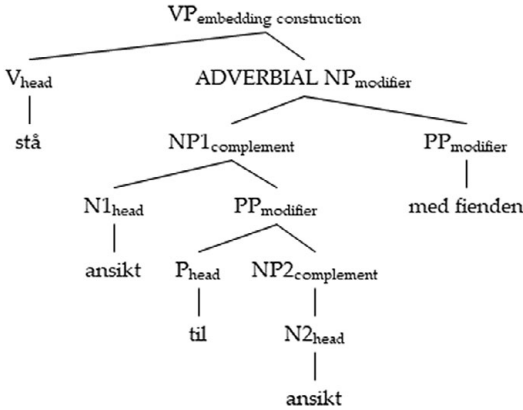 VPembedding construction
Vhead ADVERBIAL NPmodifier
stå NP1complement PPmodifier
N1head PPmodifier med fienden
ansikt Phead NP2complement
til N2head
ansikt